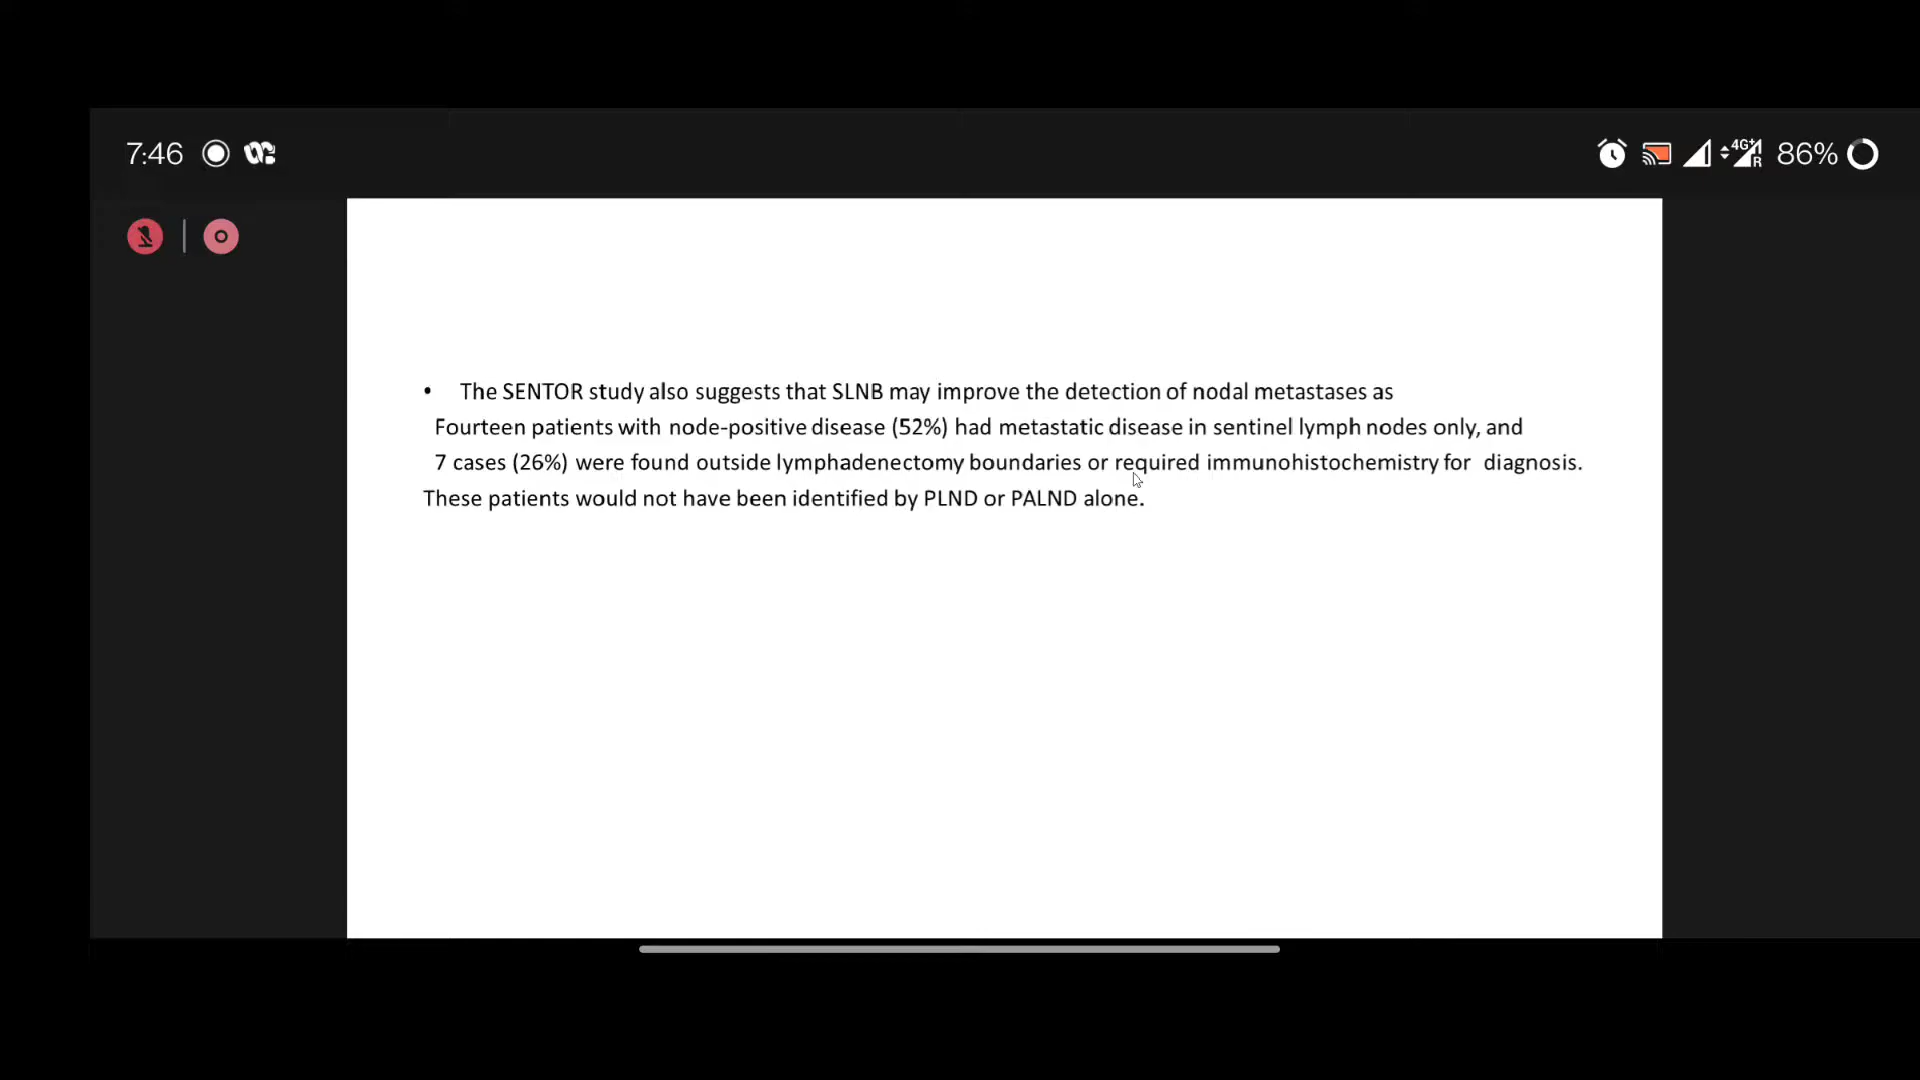 7:46
4G+
R
86%
• The SENTOR study also suggests that SLNB may improve the detection of nodal metastases as
Fourteen patients with node-positive disease (52%) had metastatic disease in sentinel lymph nodes only, and
7 cases (26%) were found outside lymphadenectomy boundaries or required immunohistochemistry for diagnosis.
These patients would not have been identified by PLND or PALND alone.